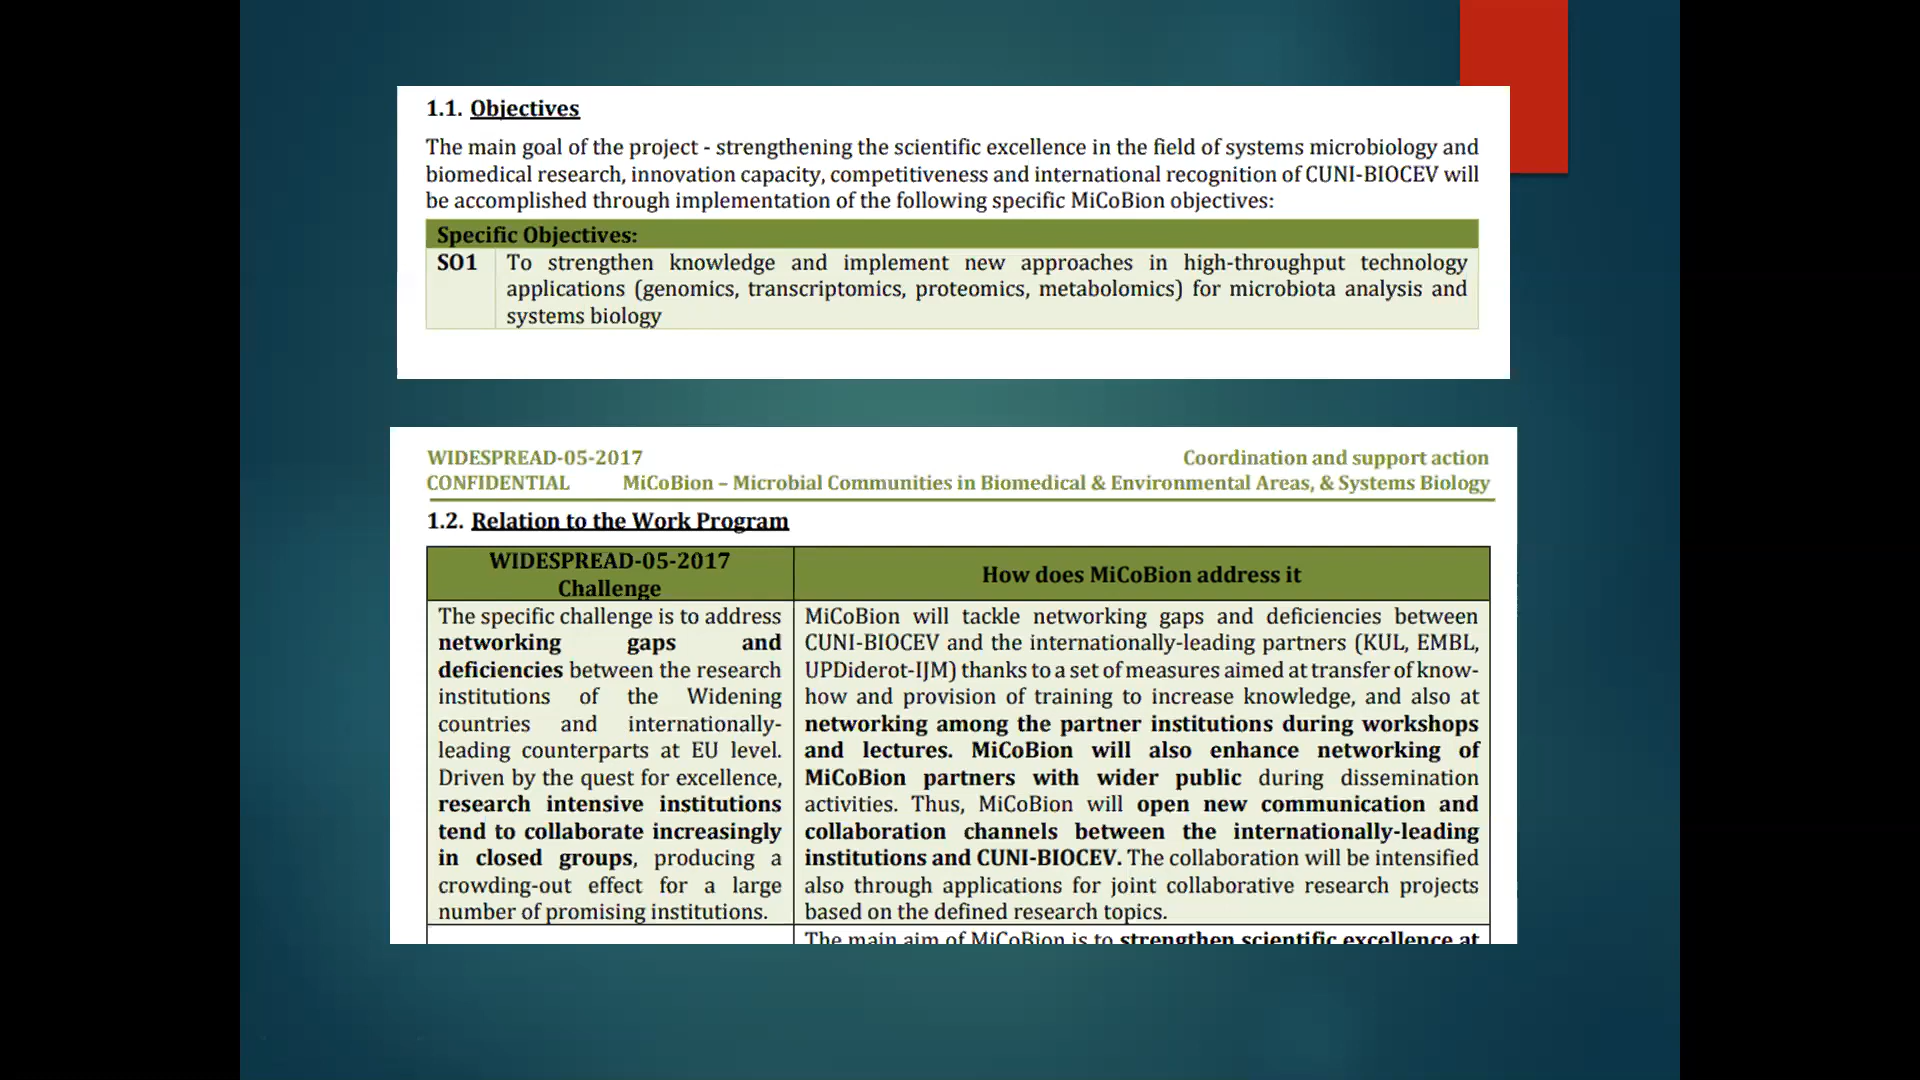 1.1. Objectives
The main goal of the project - strengthening the scientific excellence in the field of systems microbiology and
biomedical research, innovation capacity, competitiveness and international recognition of CUNI-BIOCEV will
be accomplished through implementation of the following specific MiCoBion objectives:
Specific Objectives:
SO1 To strengthen knowledge and implement new approaches in high-throughput technology
applications (genomics, transcriptomics, proteomics, metabolomics) for microbiota analysis and
systems biology
WIDESPREAD-05-2017 Coordination and support action
CONFIDENTIAL MiCoBion – Microbial Communities in Biomedical & Environmental Areas, & Systems Biology
1.2. Relation to the Work Program
WIDESPREAD-05-2017
Challenge
How does MiCoBion address it
The specific challenge is to address
networking gaps and
deficiencies between the research
institutions of the Widening
countries and internationally-
leading counterparts at EU level.
Driven by the quest for excellence,
research intensive institutions
tend to collaborate increasingly
in closed groups, producing a
crowding-out effect for a large
number of promising institutions.
MiCoBion will tackle networking gaps and deficiencies between
CUNI-BIOCEV and the internationally-leading partners (KUL, EMBL,
UPDiderot-IJM) thanks to a set of measures aimed at transfer of know-
how and provision of training to increase knowledge, and also at
networking among the partner institutions during workshops
and lectures. MiCoBion will also enhance networking of
MiCoBion partners with wider public during dissemination
activities. Thus, MiCoBion will open new communication and
collaboration channels between the internationally-leading
institutions and CUNI-BIOCEV. The collaboration will be intensified
also through applications for joint collaborative research projects
based on the defined research topics.
The main aim of MiCoBion is to strengthen scientific excellence at